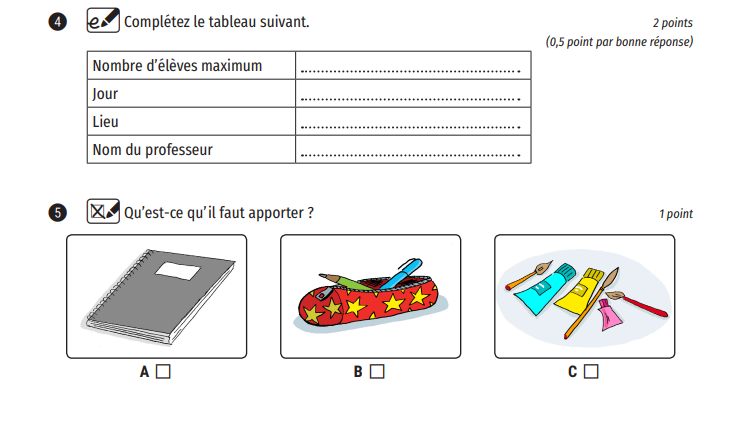 4 Complétez le tableau suivant. 2 points
(0,5 point par bonne réponse)
Nombre d'élèves maximum ........................................
Jour ........................................
Lieu ........................................
Nom du professeur ........................................
5 Qu'est-ce qu'il faut apporter ? 1 point
A ☐ B ☐ C ☐